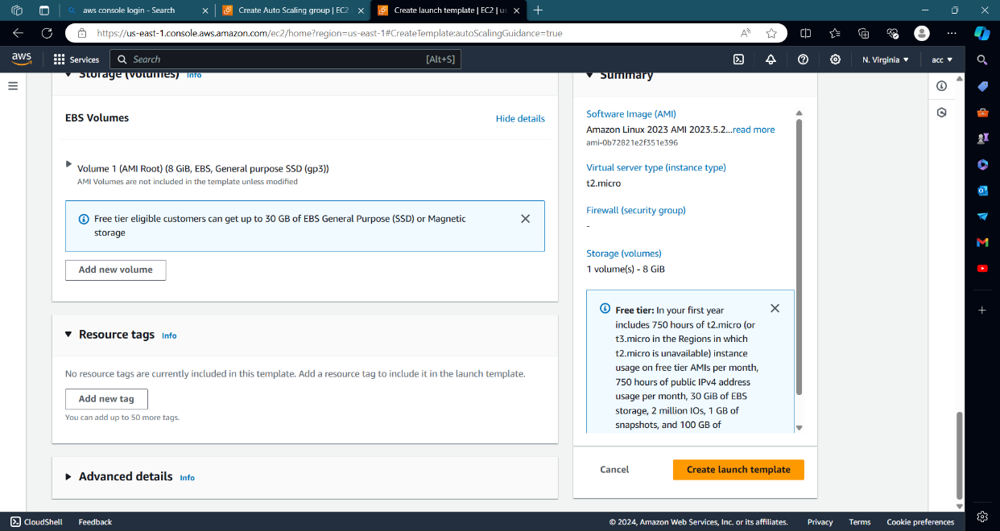 aws console login - Search
Create Auto Scaling group | EC2
Create launch template | EC2 | us
https://us-east-1.console.aws.amazon.com/ec2/home?region=us-east-1#CreateTemplate:autoScalingGuidance=true
aws
Services
Search
[Alt+S]
N. Virginia
acc
Storage (volumes) Info
EBS Volumes
Hide details
Volume 1 (AMI Root) (8 GiB, EBS, General purpose SSD (gp3))
AMI Volumes are not included in the template unless modified
Free tier eligible customers can get up to 30 GB of EBS General Purpose (SSD) or Magnetic
storage
Add new volume
Resource tags Info
No resource tags are currently included in this template. Add a resource tag to include it in the launch template.
Add new tag
You can add up to 50 more tags.
Advanced details Info
Summary
Software Image (AMI)
Amazon Linux 2023 AMI 2023.5.2...read more
ami-0b72821e2f351e396
Virtual server type (instance type)
t2.micro
Firewall (security group)
-
Storage (volumes)
1 volume(s) - 8 GiB
Free tier: In your first year
includes 750 hours of t2.micro (or
t3.micro in the Regions in which
t2.micro is unavailable) instance
usage on free tier AMIs per month,
750 hours of public IPv4 address
usage per month, 30 GiB of EBS
storage, 2 million IOs, 1 GB of
snapshots, and 100 GB of
Cancel
Create launch template
CloudShell
Feedback
© 2024, Amazon Web Services, Inc. or its affiliates.
Privacy
Terms
Cookie preferences